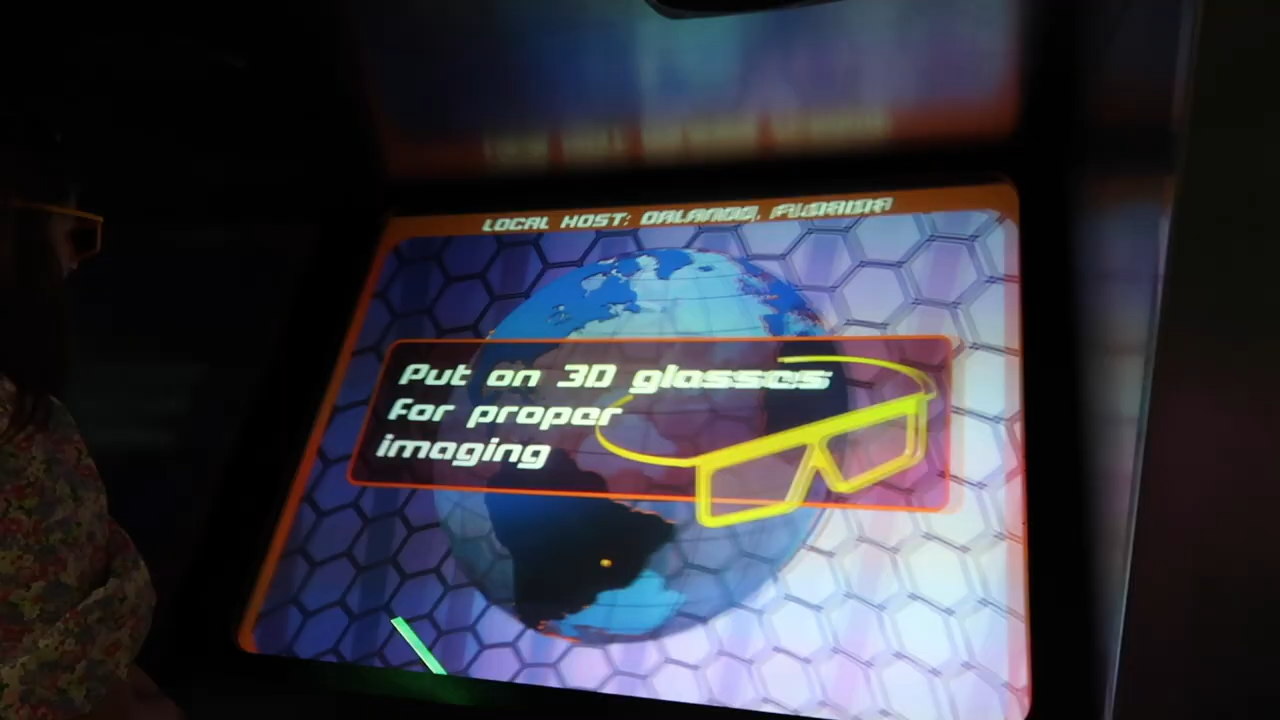 LOCAL HOST: ORLANDO, FLORIDA
Put on 3D glasses
for proper
imaging